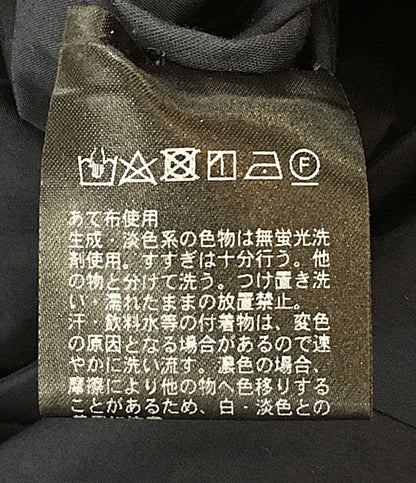 F
あて布使用
生成・淡色系の色物は無蛍光洗
剤使用。すすぎは十分行う。他
の物と分けて洗う。つけ置き洗
い・濡れたままの放置禁止。
汗・飲料水等の付着物は、変色
の原因となる場合があるので速
やかに洗い流す。濃色の場合、
摩擦により他の物へ色移りする
ことがあるため、白・淡色との